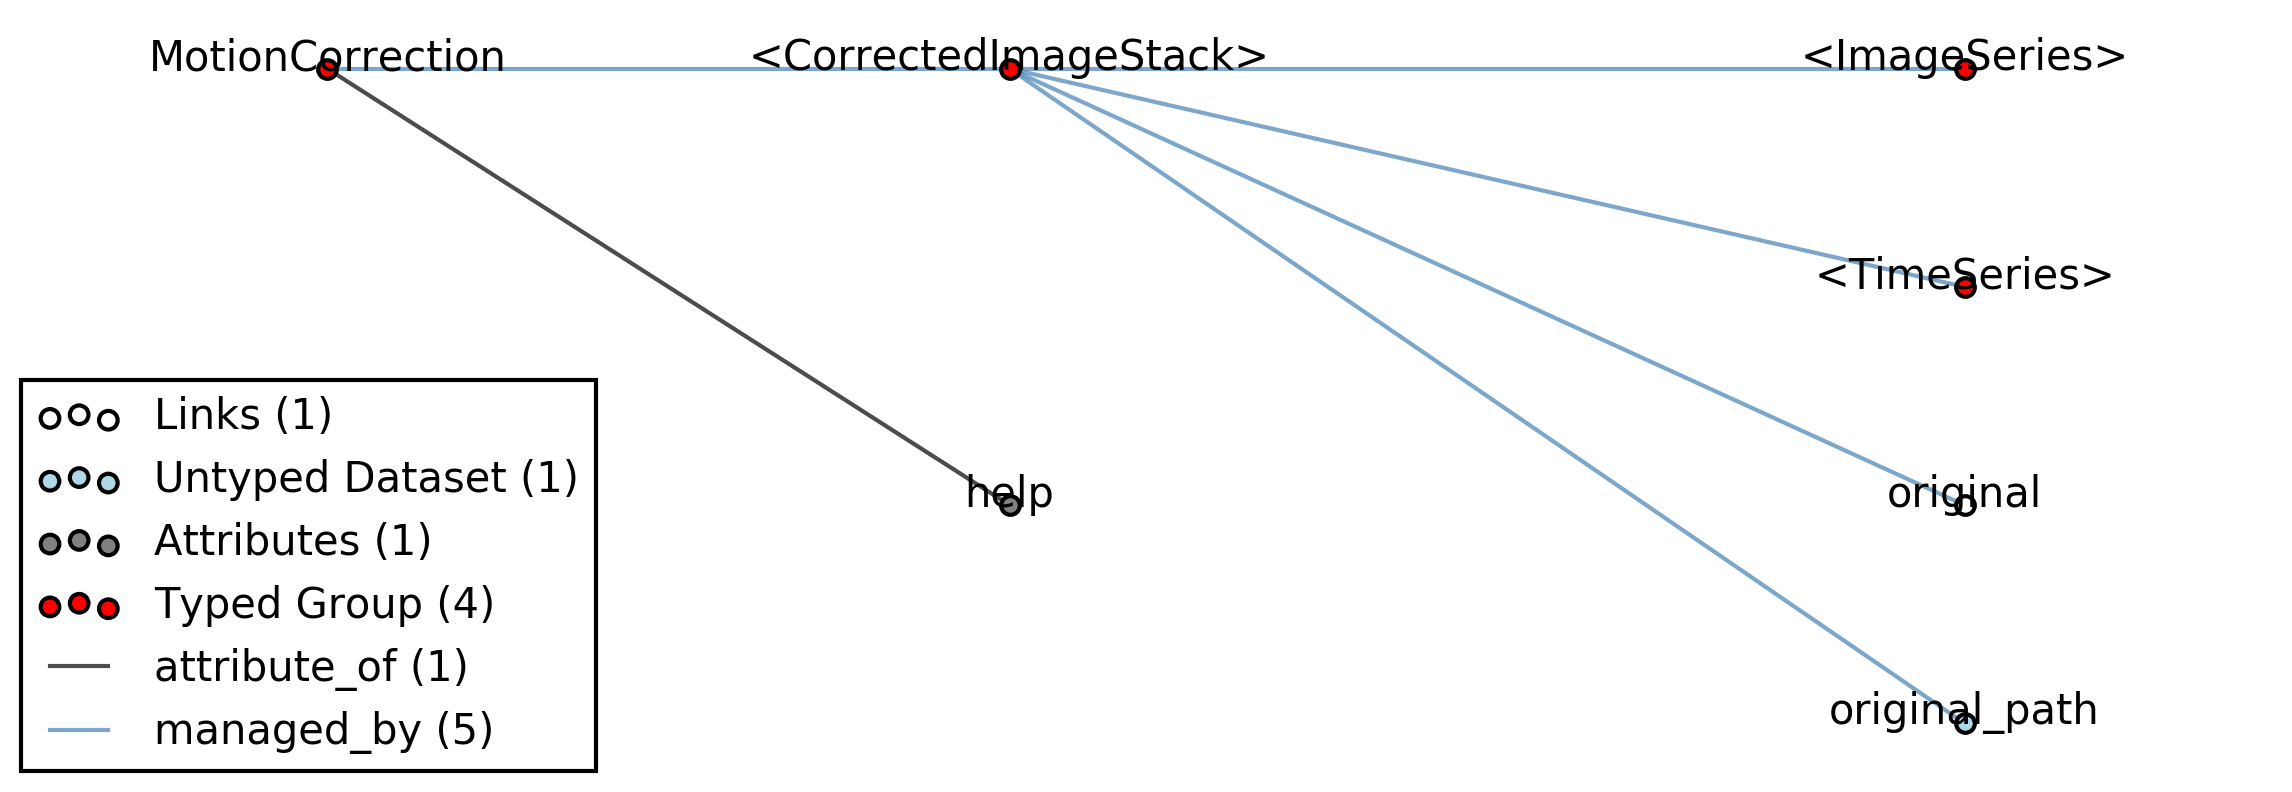 MotionCorrection
<CorrectedImageStack>
<ImageSeries>
<TimeSeries>
help
original
original_path
Links (1)
Untyped Dataset (1)
Attributes (1)
Typed Group (4)
attribute_of (1)
managed_by (5)